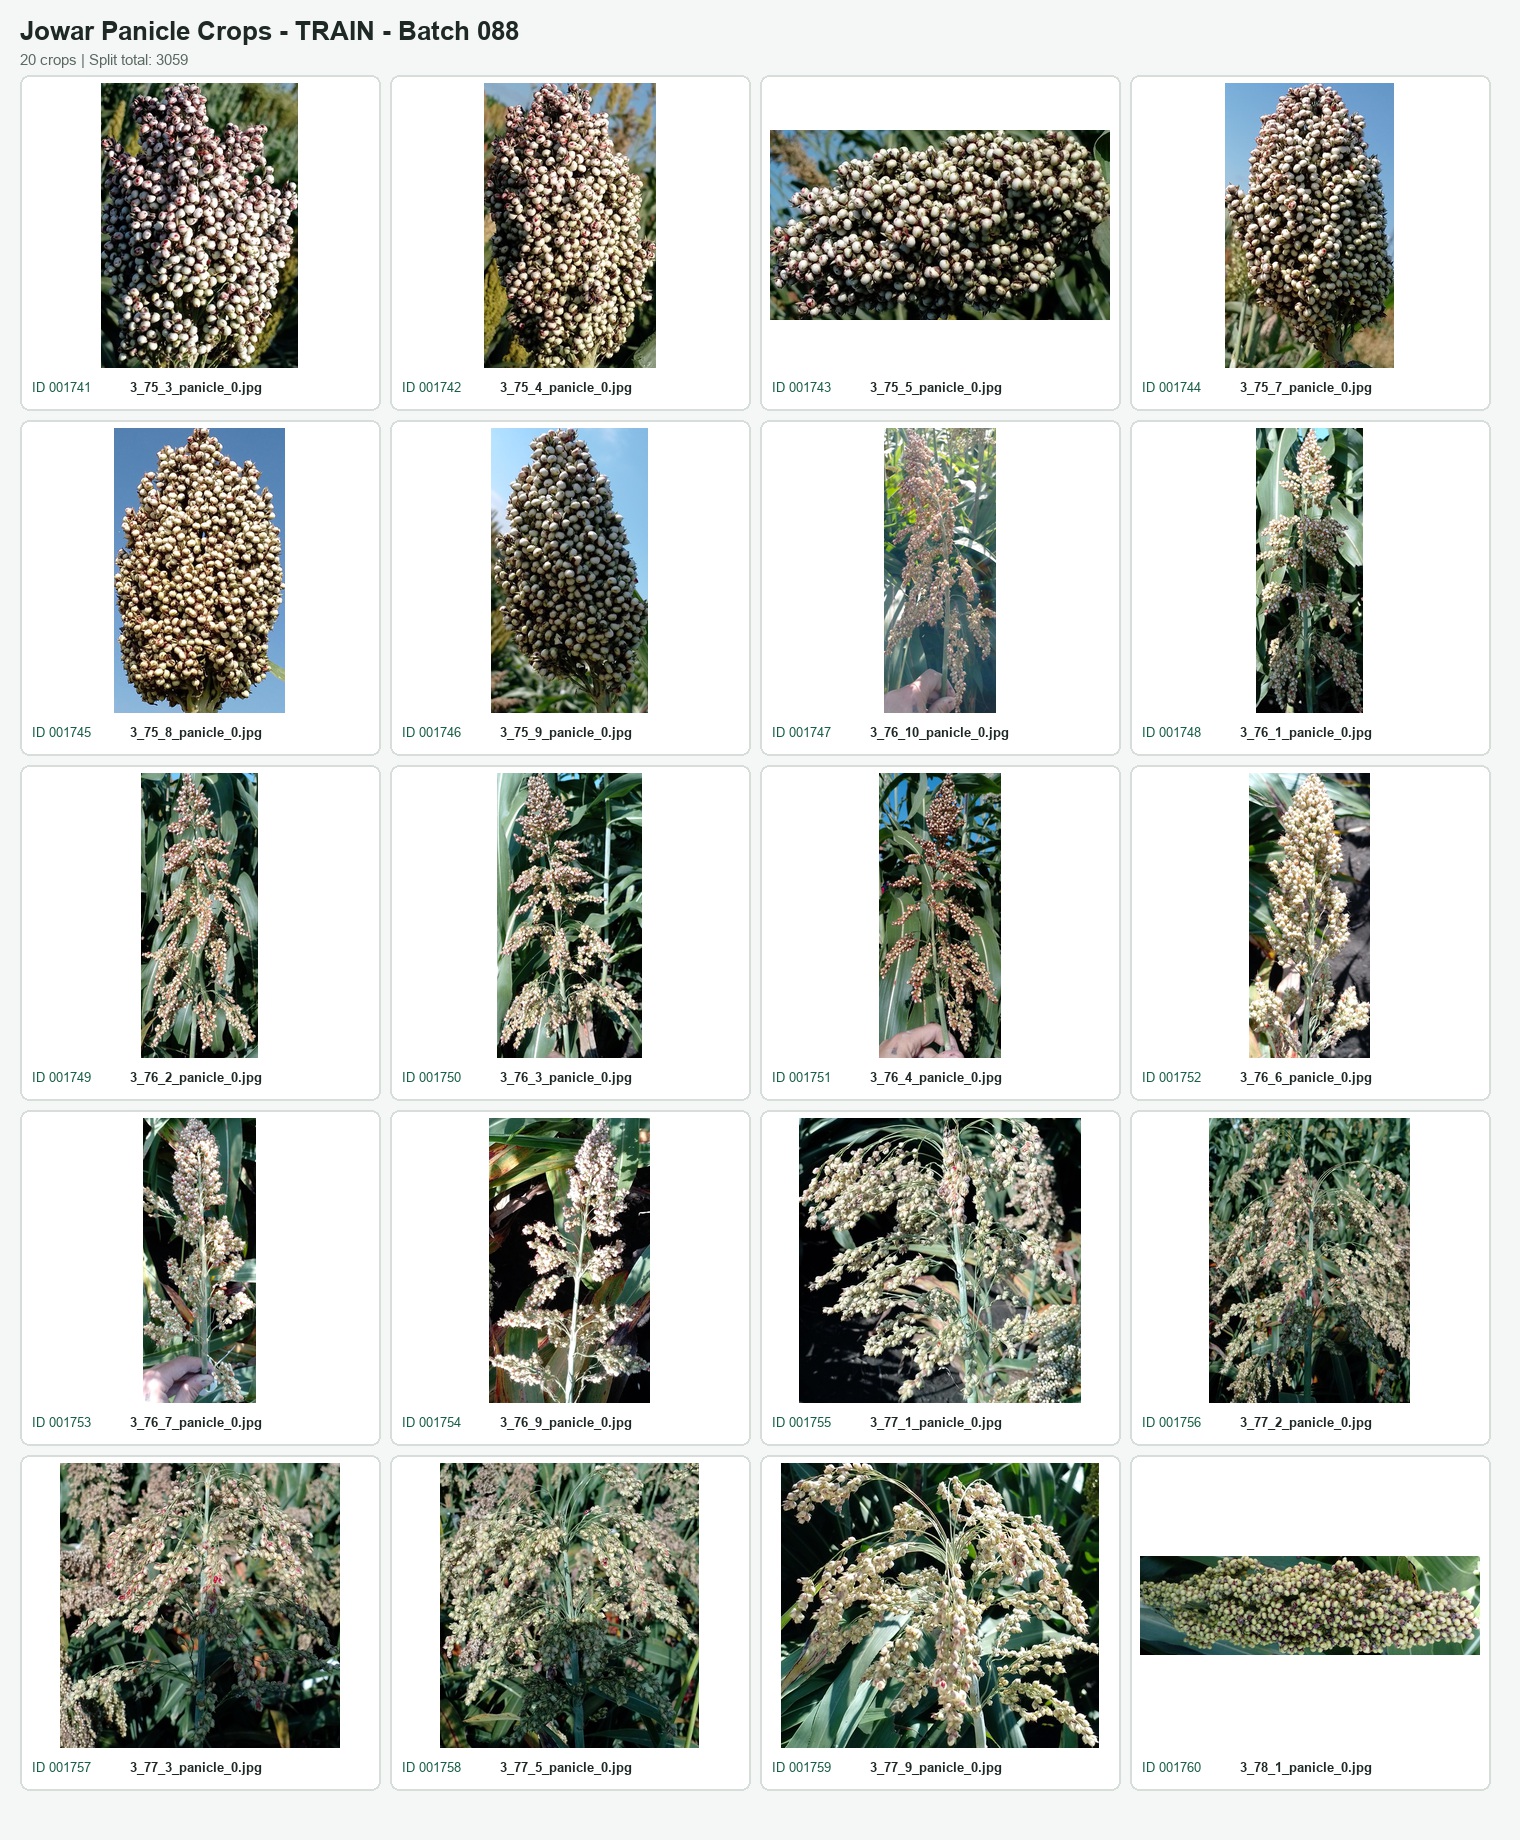 Jowar Panicle Crops - TRAIN - Batch 088
20 crops | Split total: 3059
ID 001741 3_75_3_panicle_0.jpg
ID 001742 3_75_4_panicle_0.jpg
ID 001743 3_75_5_panicle_0.jpg
ID 001744 3_75_7_panicle_0.jpg
ID 001745 3_75_8_panicle_0.jpg
ID 001746 3_75_9_panicle_0.jpg
ID 001747 3_76_10_panicle_0.jpg
ID 001748 3_76_1_panicle_0.jpg
ID 001749 3_76_2_panicle_0.jpg
ID 001750 3_76_3_panicle_0.jpg
ID 001751 3_76_4_panicle_0.jpg
ID 001752 3_76_6_panicle_0.jpg
ID 001753 3_76_7_panicle_0.jpg
ID 001754 3_76_9_panicle_0.jpg
ID 001755 3_77_1_panicle_0.jpg
ID 001756 3_77_2_panicle_0.jpg
ID 001757 3_77_3_panicle_0.jpg
ID 001758 3_77_5_panicle_0.jpg
ID 001759 3_77_9_panicle_0.jpg
ID 001760 3_78_1_panicle_0.jpg